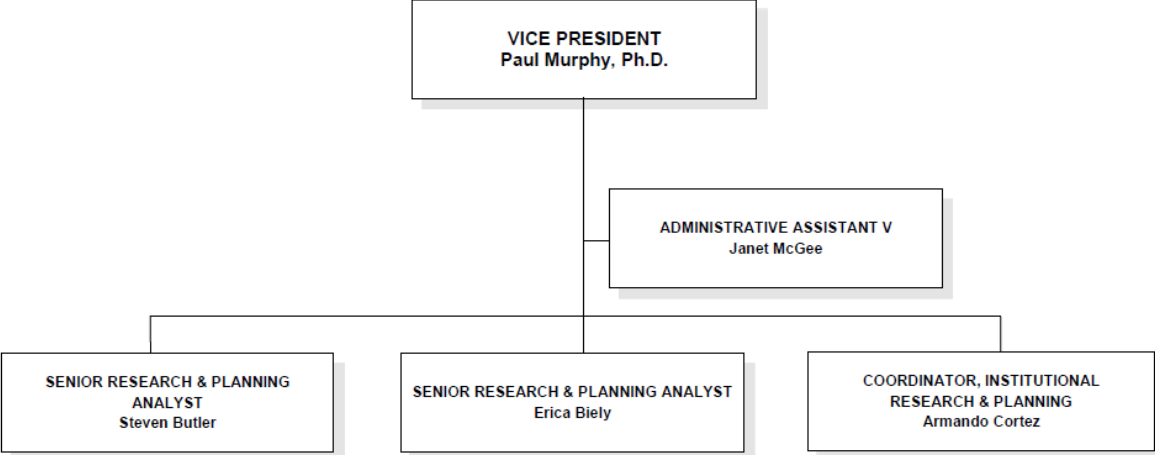 VICE PRESIDENT
Paul Murphy, Ph.D.
ADMINISTRATIVE ASSISTANT V
Janet McGee
SENIOR RESEARCH & PLANNING
ANALYST
Steven Butler
SENIOR RESEARCH & PLANNING ANALYST
Erica Biely
COORDINATOR, INSTITUTIONAL
RESEARCH & PLANNING
Armando Cortez